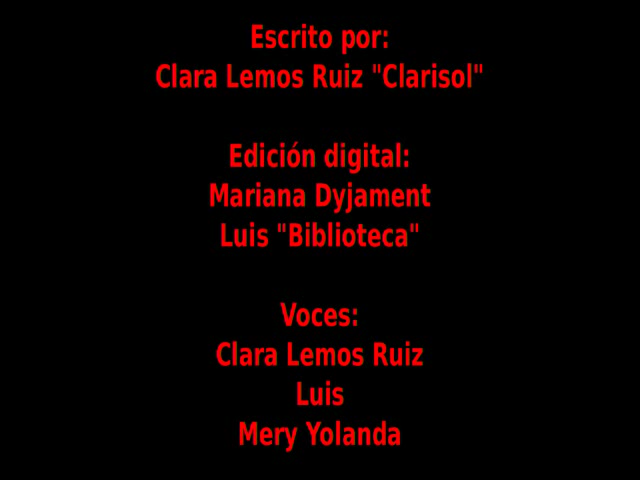 Escrito por:
Clara Lemos Ruiz "Clarisol"
Edición digital:
Mariana Dyjament
Luis "Biblioteca"
Voces:
Clara Lemos Ruiz
Luis
Mery Yolanda